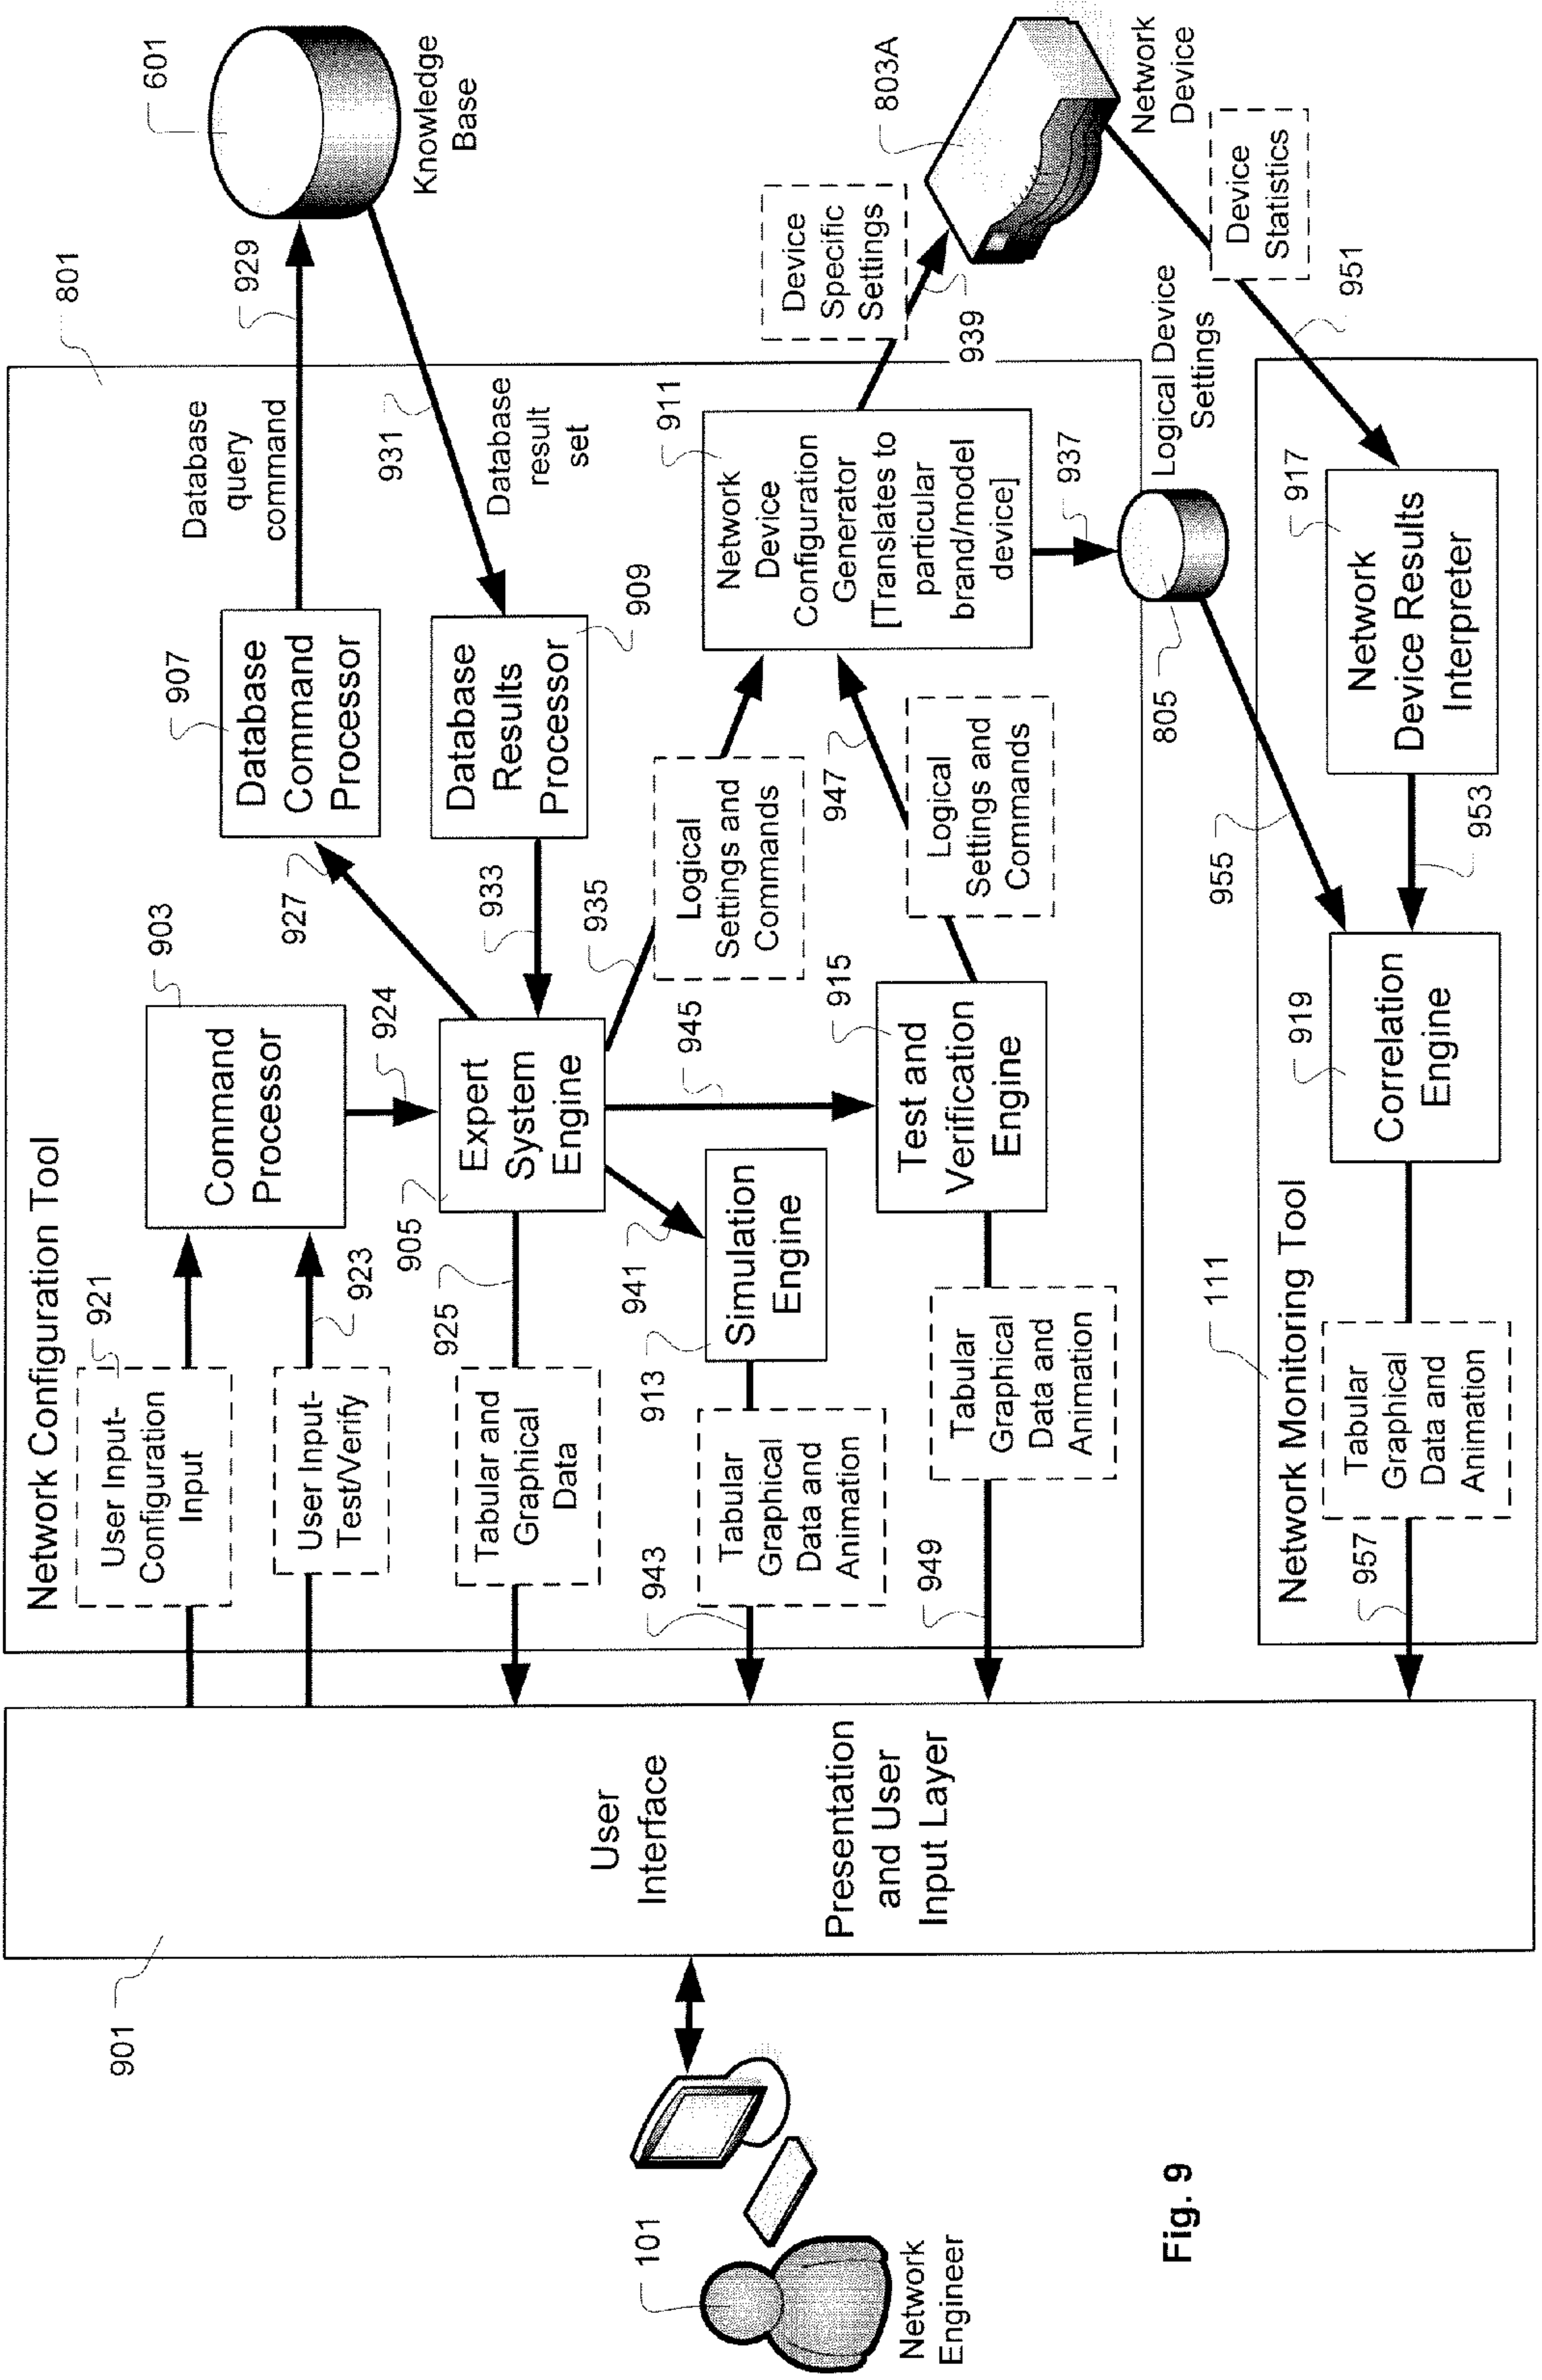 901
User
Interface
Presentation
and User
Input Layer
101
Network
Engineer
Network Configuration Tool
801
User Input-
Configuration
Input
921
User Input-
Test/Verify
923
Command
Processor
903
924
Tabular and
Graphical
Data
925
Expert
System
Engine
905
927
Database
Command
Processor
907
Database
query
command
929
601
Knowledge
Base
931
Database
result
set
Database
Results
Processor
909
933
935
Logical
Settings and
Commands
941
Simulation
Engine
913
Tabular
Graphical
Data and
Animation
943
945
Test and
Verification
Engine
915
Tabular
Graphical
Data and
Animation
949
947
Logical
Settings and
Commands
Network
Device
Configuration
Generator
[Translates to
particular
brand/model
device]
911
Device
Specific
Settings
939
803A
Network
Device
937
805
Logical Device
Settings
Device
Statistics
951
Network Monitoring Tool
111
Network
Device Results
Interpreter
917
953
955
Correlation
Engine
919
Tabular
Graphical
Data and
Animation
957
Fig. 9